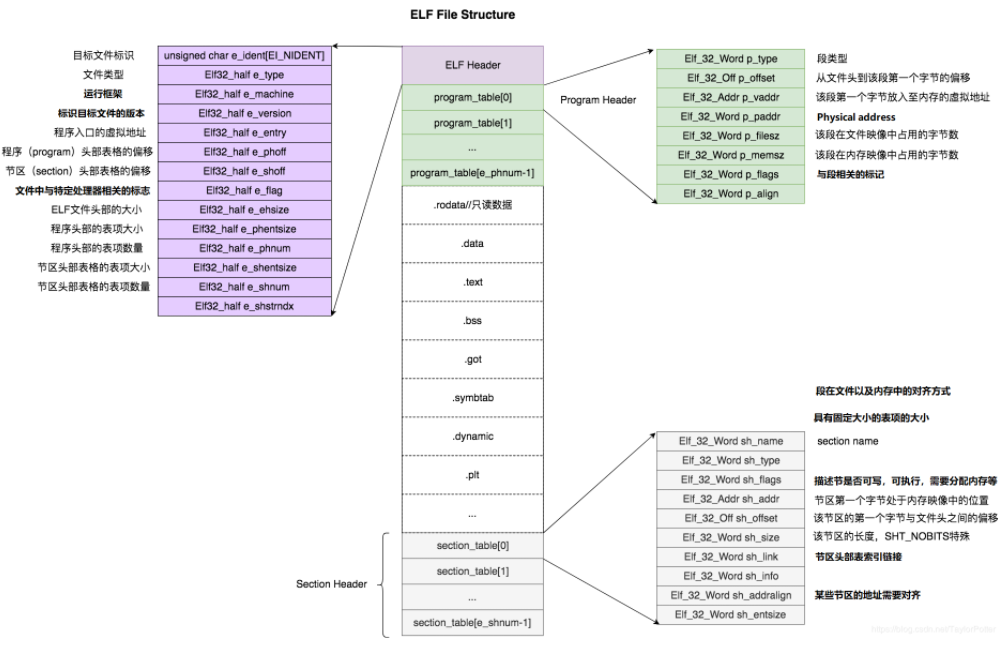 ELF File Structure
目标文件标识
文件类型
运行框架
标识目标文件的版本
程序入口的虚拟地址
程序（program）头部表格的偏移
节区（section）头部表格的偏移
文件中与特定处理器相关的标志
ELF文件头部的大小
程序头部的表项大小
程序头部的表项数量
节区头部表格的表项大小
节区头部表格的表项数量
unsigned char e_ident[EI_NIDENT]
Elf32_half e_type
Elf32_half e_machine
Elf32_half e_version
Elf32_half e_entry
Elf32_half e_phoff
Elf32_half e_shoff
Elf32_half e_flag
Elf32_half e_ehsize
Elf32_half e_phentsize
Elf32_half e_phnum
Elf32_half e_shentsize
Elf32_half e_shnum
Elf32_half e_shstrndx
ELF Header
program_table[0]
program_table[1]
...
program_table[e_phnum-1]
.rodata//只读数据
.data
.text
.bss
.got
.symbtab
.dynamic
.plt
...
section_table[0]
section_table[1]
...
section_table[e_shnum-1]
Section Header
Program Header
Elf_32_Word p_type
Elf_32_Off p_offset
Elf_32_Addr p_vaddr
Elf_32_Word p_paddr
Elf_32_Word p_filesz
Elf_32_Word p_memsz
Elf_32_Word p_flags
Elf_32_Word p_align
段类型
从文件头到该段第一个字节的偏移
该段第一个字节放入至内存的虚拟地址
Physical address
该段在文件映像中占用的字节数
该段在内存映像中占用的字节数
与段相关的标记
段在文件以及内存中的对齐方式
具有固定大小的表项的大小
Elf_32_Word sh_name
Elf_32_Word sh_type
Elf_32_Word sh_flags
Elf_32_Addr sh_addr
Elf_32_Off sh_offset
Elf_32_Word sh_size
Elf_32_Word sh_link
Elf_32_Word sh_info
Elf_32_Word sh_addralign
Elf_32_Word sh_entsize
section name
描述节是否可写，可执行，需要分配内存等
节区第一个字节处于内存映像中的位置
该节区的第一个字节与文件头之间的偏移
该节区的长度，SHT_NOBITS特殊
节区头部表索引链接
某些节区的地址需要对齐